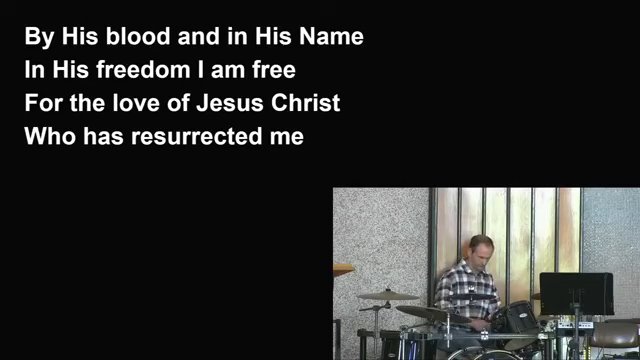 By His blood and in His Name
In His freedom I am free
For the love of Jesus Christ
Who has resurrected me